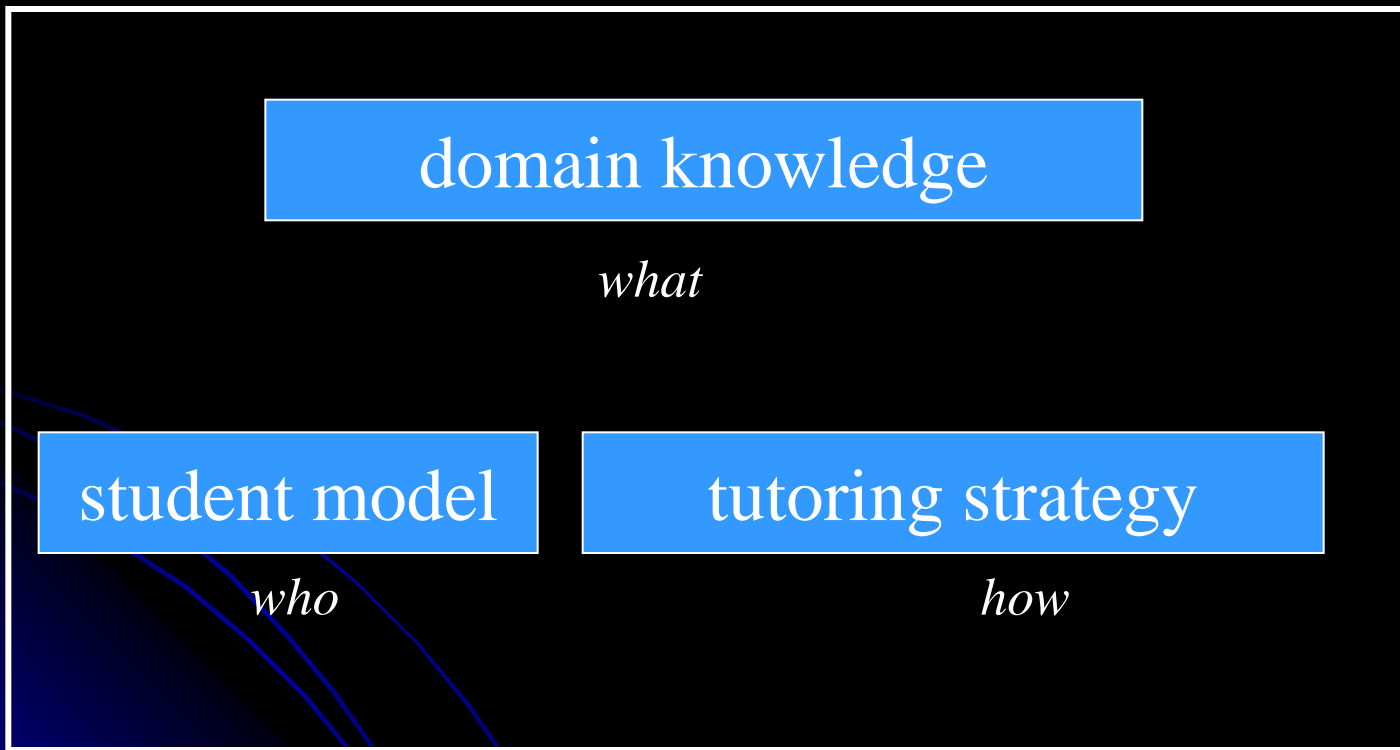 domain knowledge
what
student model
tutoring strategy
who
how